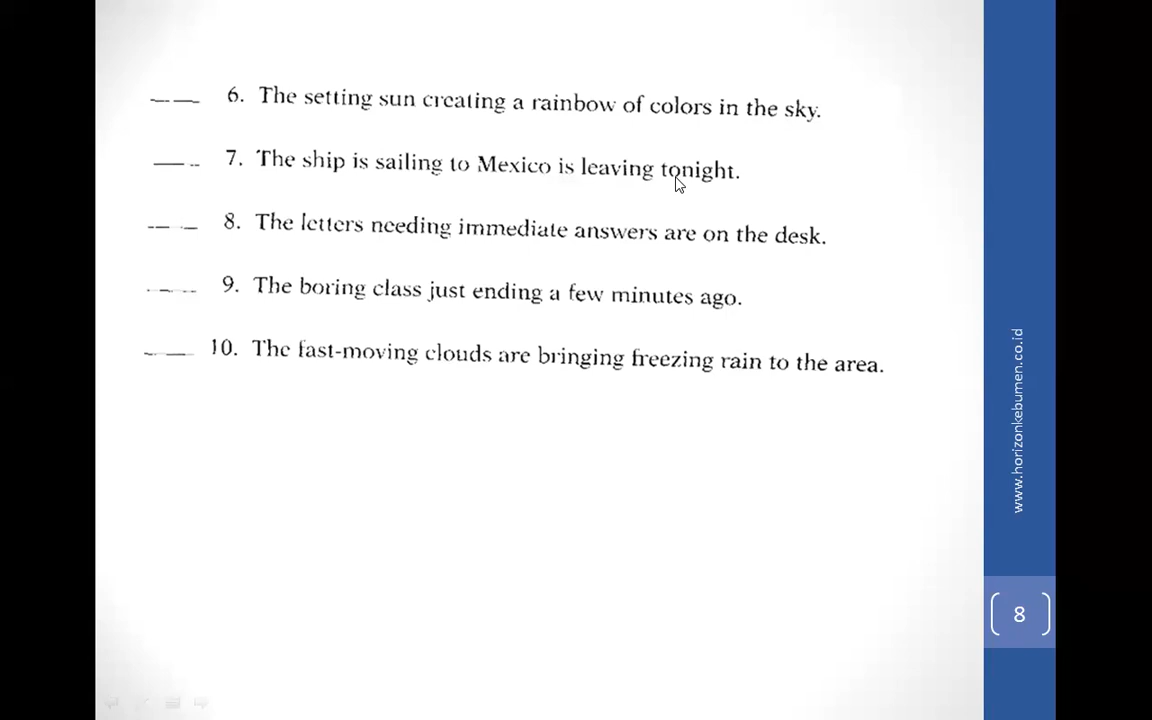 6. The setting sun creating a rainbow of colors in the sky.
7. The ship is sailing to Mexico is leaving tonight.
8. The letters needing immediate answers are on the desk.
9. The boring class just ending a few minutes ago.
10. The fast-moving clouds are bringing freezing rain to the area.
www.horizonkebumen.co.id
8